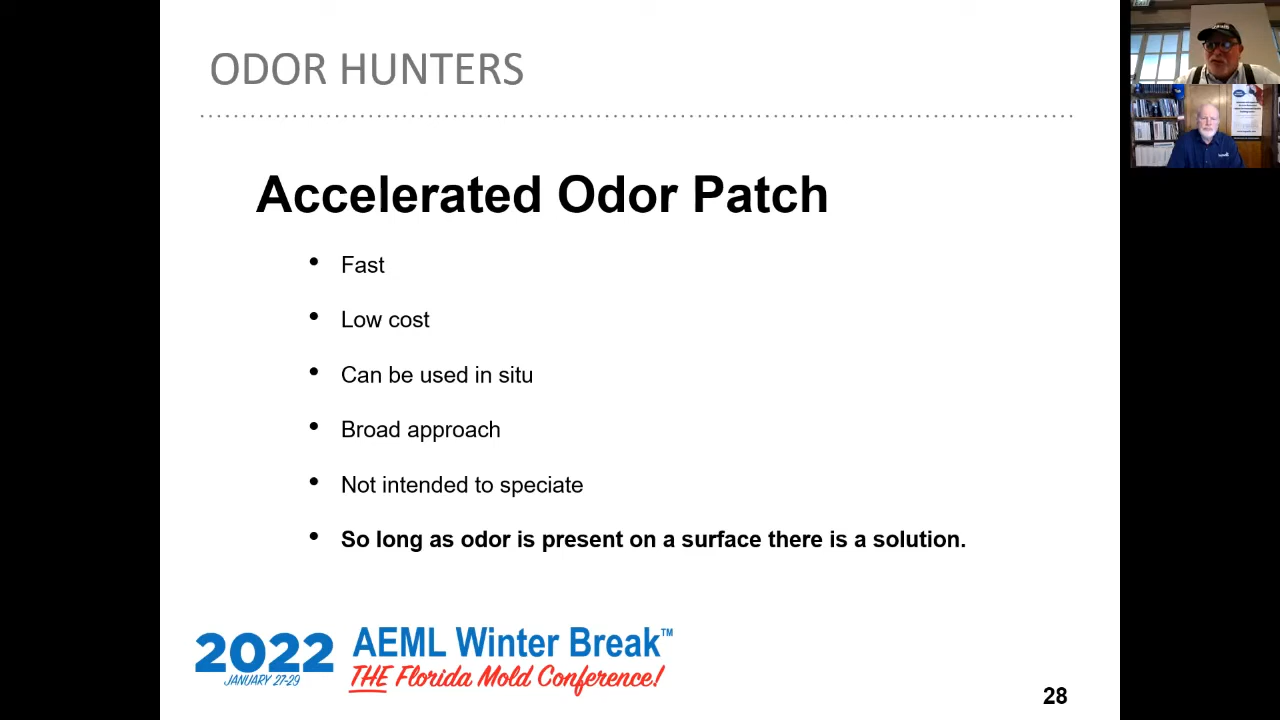 ODOR HUNTERS
Accelerated Odor Patch
• Fast
• Low cost
• Can be used in situ
• Broad approach
• Not intended to speciate
• So long as odor is present on a surface there is a solution.
2022
JANUARY 27-29
AEML Winter Break™
THE Florida Mold Conference!
28